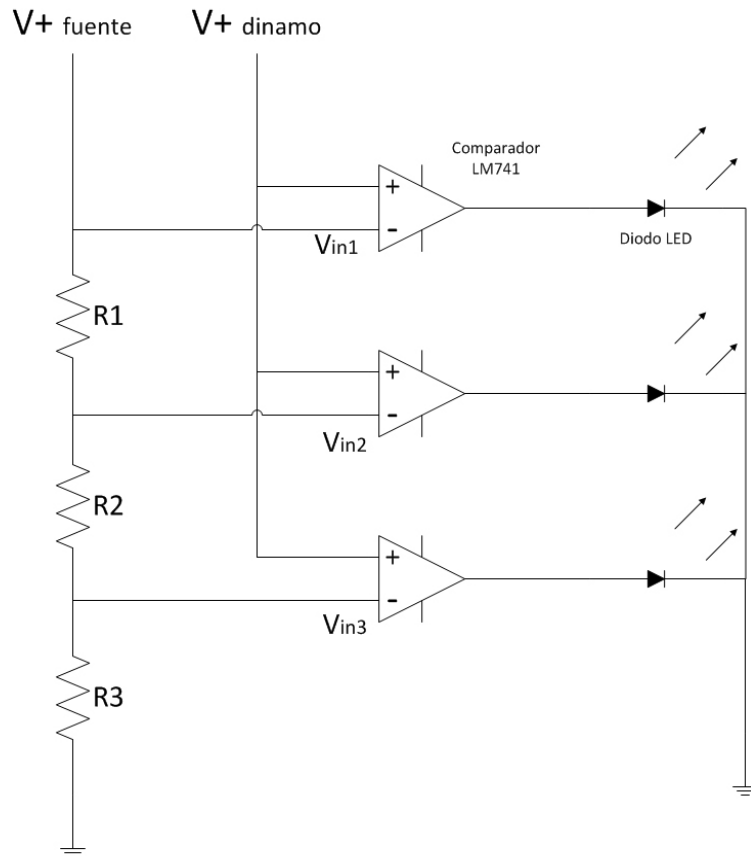 V+ fuente
V+ dinamo
Comparador
LM741
+
-
Vin1
Diodo LED
R1
+
-
Vin2
R2
+
-
Vin3
R3